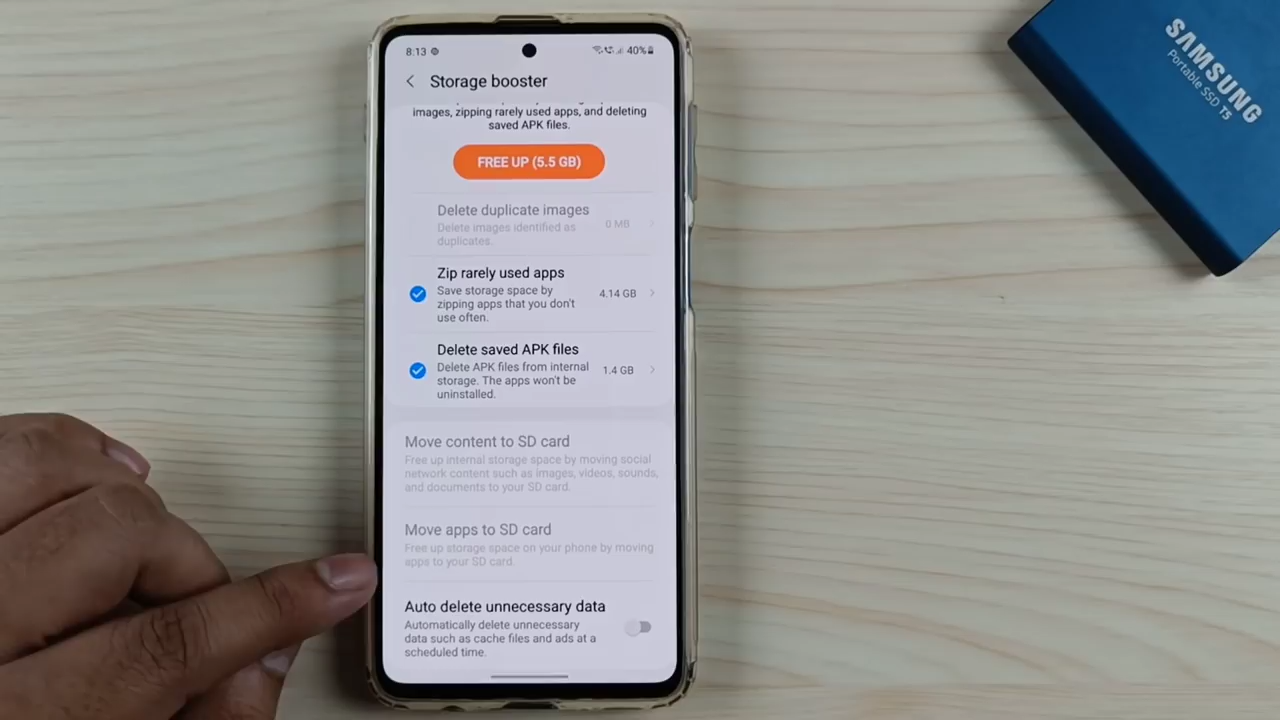 8:13
40%
Storage booster
images, zipping rarely used apps, and deleting
saved APK files.
FREE UP (5.5 GB)
Delete duplicate images
Delete images identified as
duplicates.
0 MB
Zip rarely used apps
Save storage space by
zipping apps that you don't
use often.
4.14 GB
Delete saved APK files
Delete APK files from internal
storage. The apps won't be
uninstalled.
1.4 GB
Move content to SD card
Free up internal storage space by moving social
network content such as images, videos, sounds,
and documents to your SD card.
Move apps to SD card
Free up storage space on your phone by moving
apps to your SD card.
Auto delete unnecessary data
Automatically delete unnecessary
data such as cache files and ads at a
scheduled time.
SAMSUNG
Portable SSD T5